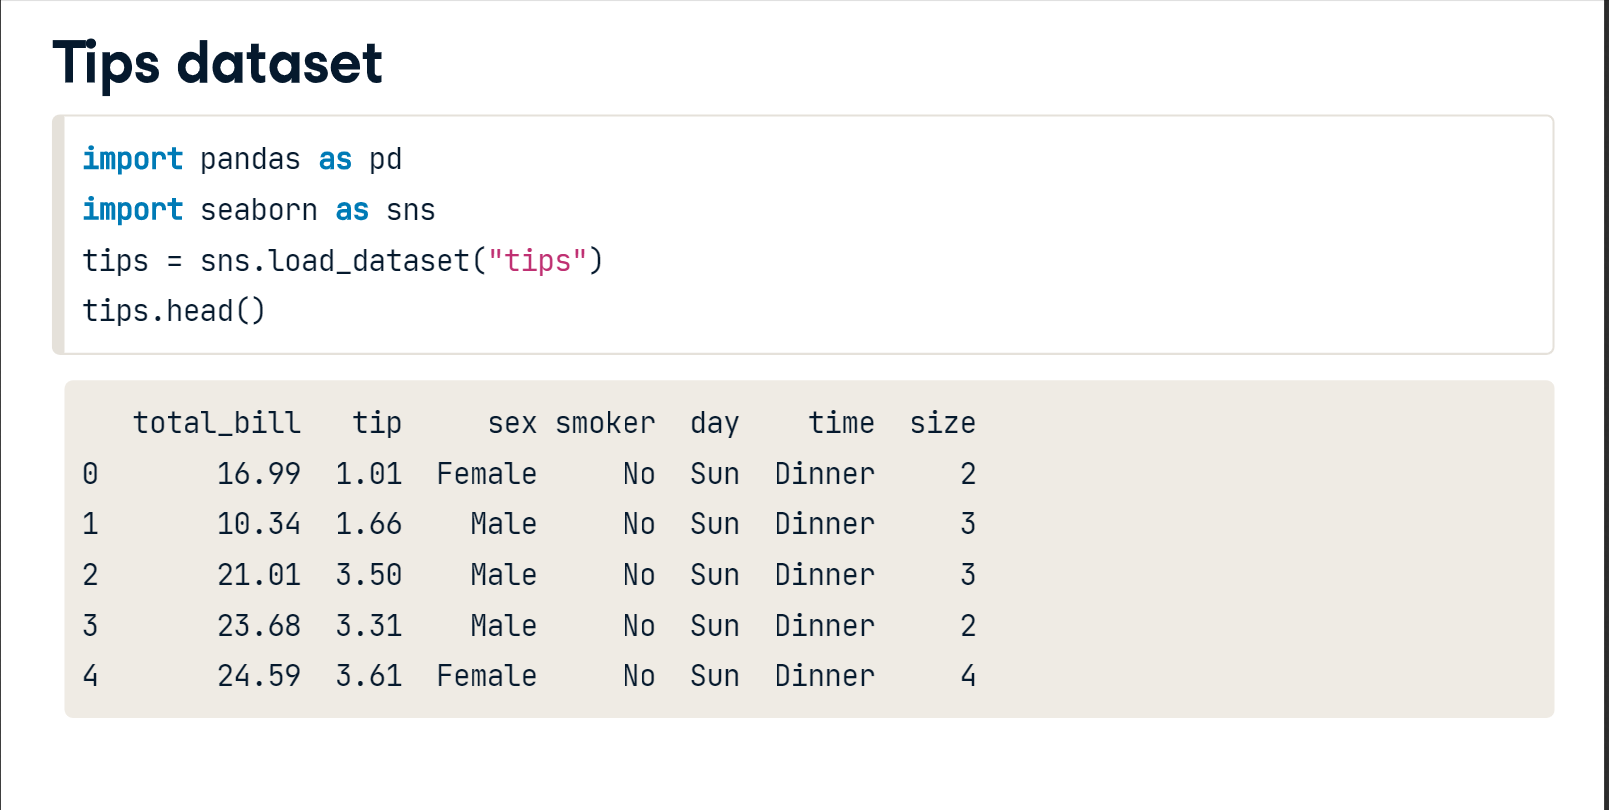 Tips dataset
import pandas as pd
import seaborn as sns
tips = sns.load_dataset("tips")
tips.head()
   total_bill   tip     sex smoker  day    time  size
0       16.99  1.01  Female     No  Sun  Dinner     2
1       10.34  1.66    Male     No  Sun  Dinner     3
2       21.01  3.50    Male     No  Sun  Dinner     3
3       23.68  3.31    Male     No  Sun  Dinner     2
4       24.59  3.61  Female     No  Sun  Dinner     4